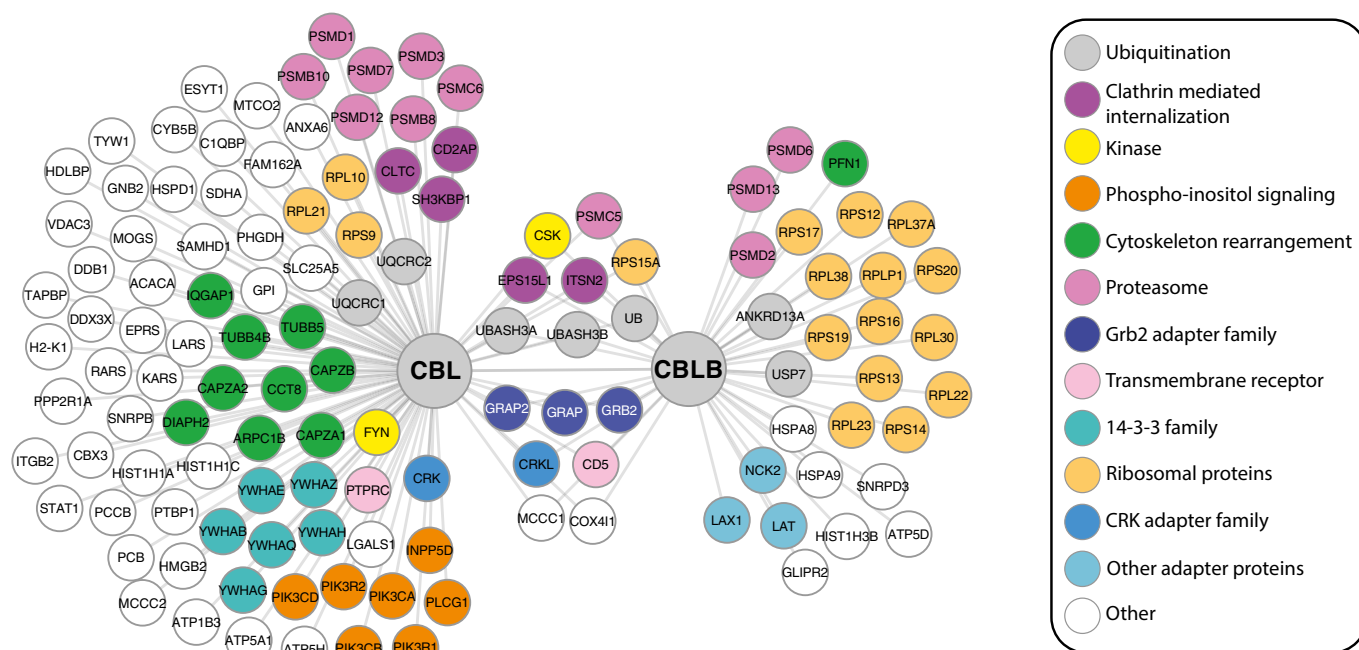 PSMD1
PSMD3
PSMD7
PSMB10
PSMC6
ESYT1
MTCO2
PSMD12
PSMB8
ANXA6
CYB5B
C1QBP
TYW1
CD2AP
FAM162A
CLTC
HDLBP
RPL10
GNB2
HSPD1
SDHA
SH3KBP1
RPL21
VDAC3
MOGS
SAMHD1
PHGDH
RPS9
UQCRC2
SLC25A5
DDB1
ACACA
GPI
TAPBP
IQGAP1
UQCRC1
DDX3X
EPRS
TUBB4B
TUBB5
H2-K1
LARS
RARS
KARS
CAPZB
CBL
CAPZA2
CCT8
PPP2R1A
SNRPB
DIAPH2
ARPC1B
CAPZA1
FYN
ITGB2
CBX3
HIST1H1A
HIST1H1C
YWHAE
YWHAZ
PTPRC
CRK
STAT1
PCCB
PTBP1
YWHAB
YWHAQ
YWHAH
LGALS1
INPP5D
PCB
HMGB2
YWHAG
PIK3CD
PIK3R2
PIK3CA
PLCG1
MCCC2
ATP1B3
ATP5A1
ATP5H
PIK3CB
PIK3R1
PSMC5
CSK
RPS15A
EPS15L1
ITSN2
UB
UBASH3A
UBASH3B
CBLB
GRAP2
GRAP
GRB2
CRKL
CD5
MCCC1
COX4I1
PSMD6
PFN1
PSMD13
RPS12
RPL37A
RPS17
PSMD2
RPL38
RPLP1
RPS20
ANKRD13A
RPS16
RPS19
RPL30
USP7
RPS13
RPL22
HSPA8
RPL23
RPS14
NCK2
HSPA9
SNRPD3
LAX1
LAT
HIST1H3B
ATP5D
GLIPR2
Ubiquitination
Clathrin mediated
internalization
Kinase
Phospho-inositol signaling
Cytoskeleton rearrangement
Proteasome
Grb2 adapter family
Transmembrane receptor
14-3-3 family
Ribosomal proteins
CRK adapter family
Other adapter proteins
Other